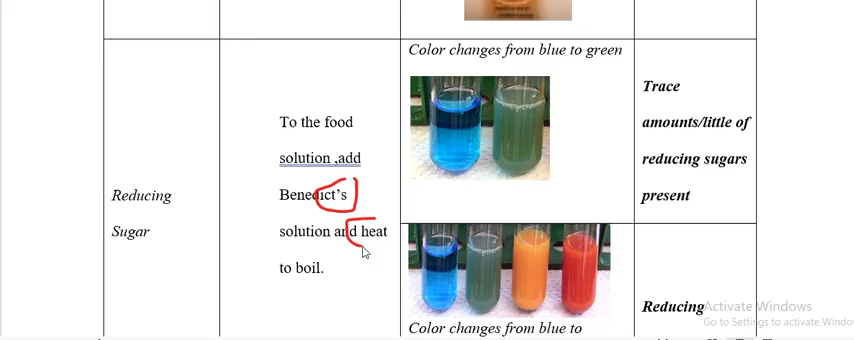 Color changes from blue to green
Trace
amounts/little of
reducing sugars
present
To the food
solution ,add
Benedict's
solution and heat
to boil.
Reducing
Sugar
Reducing
Color changes from blue to
Activate Windows
Go to Settings to activate Windo